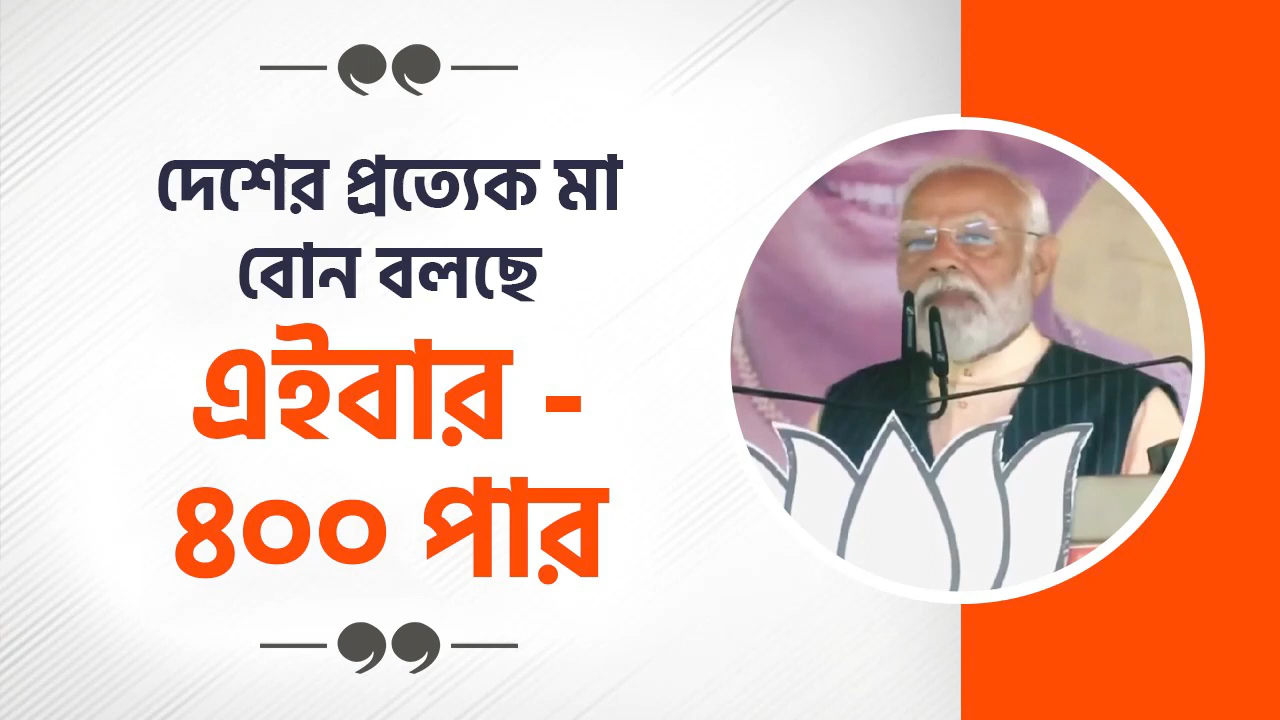 দেশের প্রত্যেক মা
বোন বলছে
এইবার -
৪০০ পার